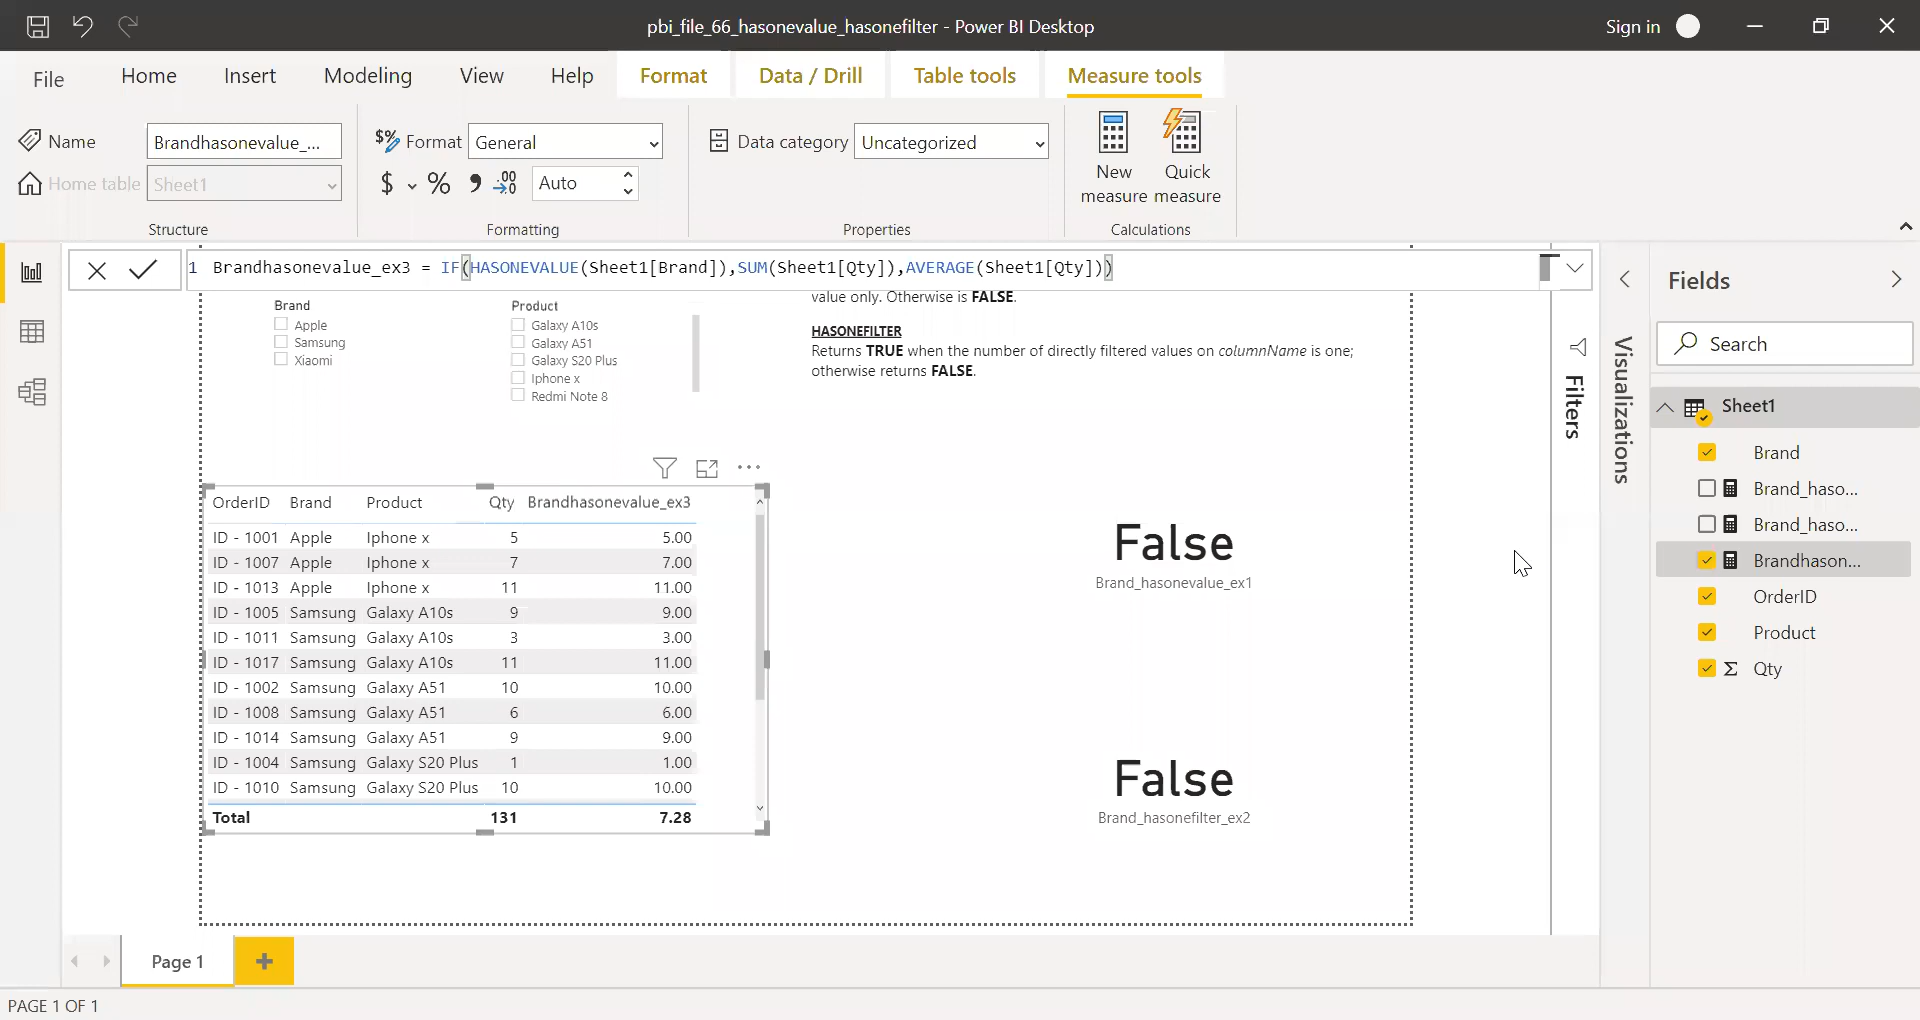 pbi_file_66_hasonevalue_hasonefilter - Power BI Desktop
Sign in
File Home Insert Modeling View Help Format Data / Drill Table tools Measure tools
Name Brandhasonevalue_...
Home table Sheet1
Structure
$% Format General
$ % 9 .00 Auto
Formatting
Data category Uncategorized
Properties
New measure
Quick measure
Calculations
1 Brandhasonevalue_ex3 = IF(HASONEVALUE(Sheet1[Brand]),SUM(Sheet1[Qty]),AVERAGE(Sheet1[Qty]))
Brand
Apple
Samsung
Xiaomi
Product
Galaxy A10s
Galaxy A51
Galaxy S20 Plus
Iphone x
Redmi Note 8
value only. Otherwise is FALSE.
HASONEFILTER
Returns TRUE when the number of directly filtered values on columnName is one;
otherwise returns FALSE.
OrderID Brand Product Qty Brandhasonevalue_ex3
ID - 1001 Apple Iphone x 5 5.00
ID - 1007 Apple Iphone x 7 7.00
ID - 1013 Apple Iphone x 11 11.00
ID - 1005 Samsung Galaxy A10s 9 9.00
ID - 1011 Samsung Galaxy A10s 3 3.00
ID - 1017 Samsung Galaxy A10s 11 11.00
ID - 1002 Samsung Galaxy A51 10 10.00
ID - 1008 Samsung Galaxy A51 6 6.00
ID - 1014 Samsung Galaxy A51 9 9.00
ID - 1004 Samsung Galaxy S20 Plus 1 1.00
ID - 1010 Samsung Galaxy S20 Plus 10 10.00
Total 131 7.28
False
Brand_hasonevalue_ex1
False
Brand_hasonefilter_ex2
Filters
Visualizations
Fields
Search
Sheet1
Brand
Brand_haso...
Brand_haso...
Brandhason...
OrderID
Product
Σ Qty
Page 1 +
PAGE 1 OF 1